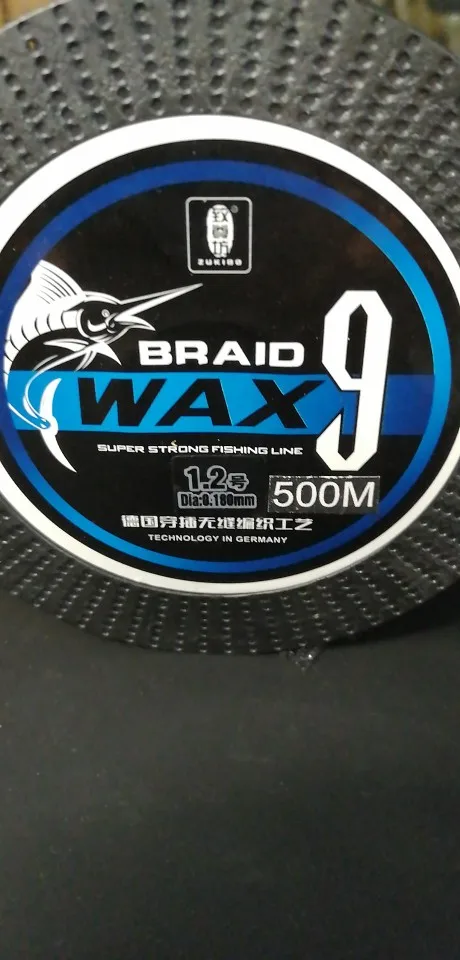 ZUKIBO
BRAID
WAX 9
SUPER STRONG FISHING LINE
1.2号
Dia:0.180mm
500M
德国穿插无缝编织工艺
TECHNOLOGY IN GERMANY